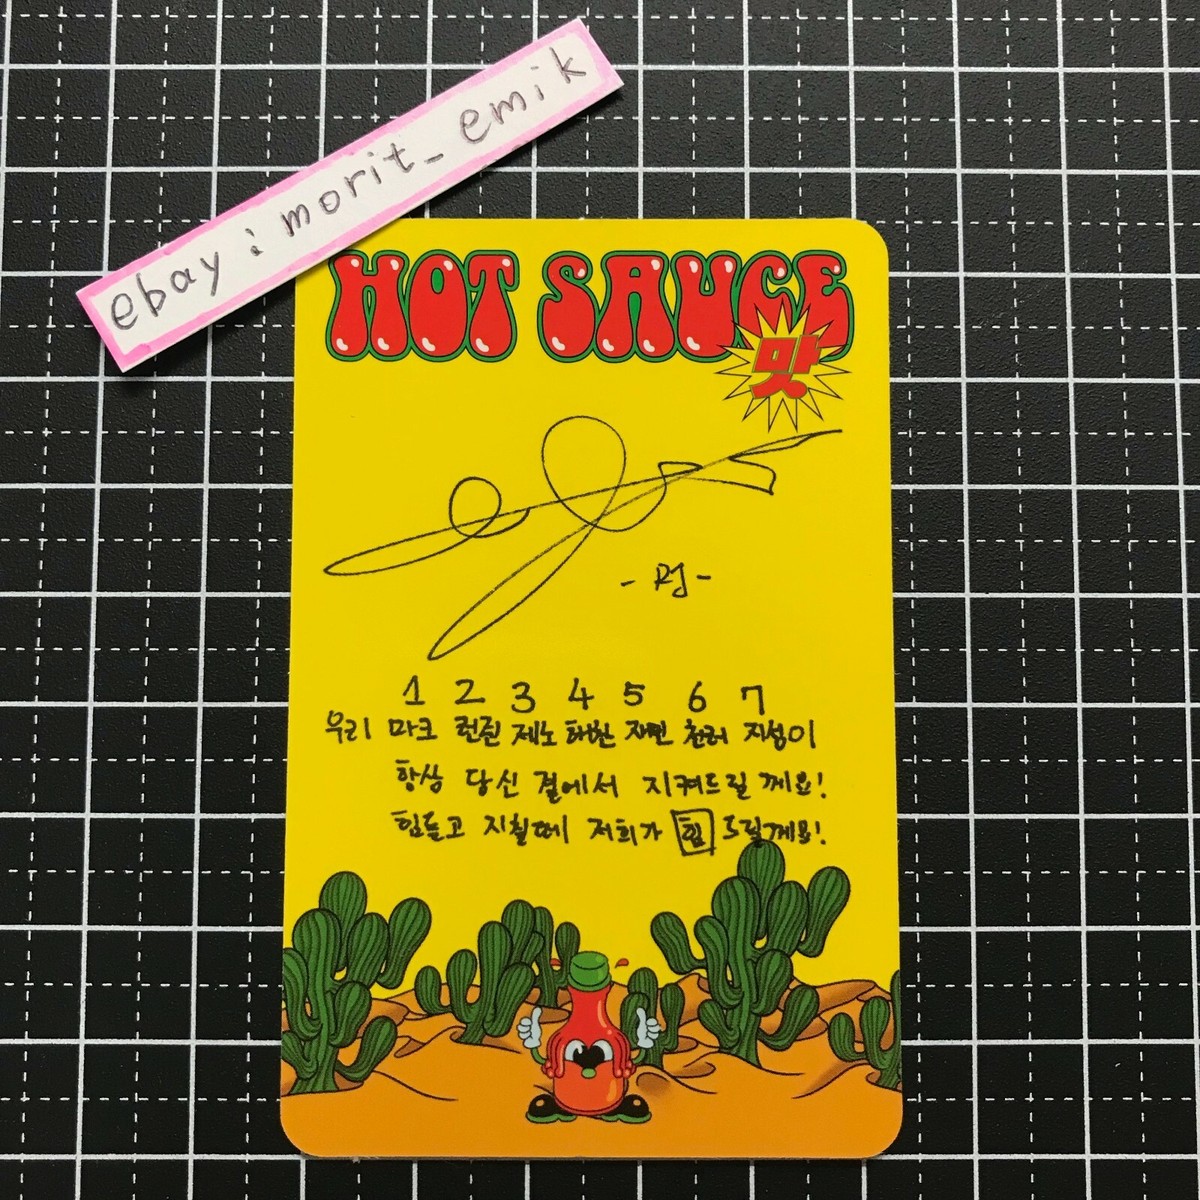 ebay : morit_emik
HOT SAUCE
맛
- RJ -
1 2 3 4 5 6 7
우리 마크 런쥔 제노 해찬 재민 천러 지성이
항상 당신 곁에서 지켜드릴께요!
힘들고 지칠때 저희가 힘 드릴께요!